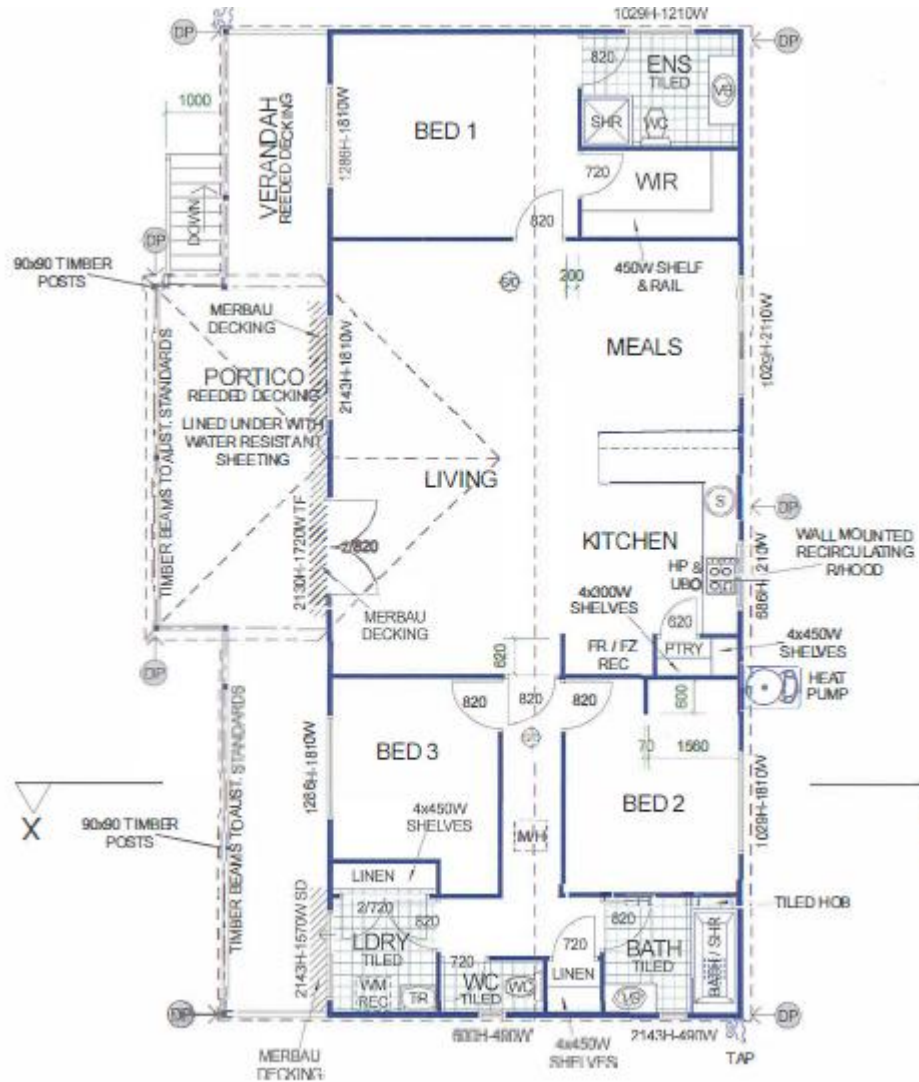 1029H-1210W
DP
DP
820
ENS
TILED
VB
SHR
WC
1000
VERANDAH
REEDED DECKING
1286H-1810W
BED 1
720
WIR
820
DOWN
DP
90x90 TIMBER
POSTS
450W SHELF
& RAIL
200
MERBAU
DECKING
2143H-1810W
MEALS
1029H-2110W
PORTICO
REEDED DECKING
LINED UNDER WITH
WATER RESISTANT
SHEETING
TIMBER BEAMS TO AUST. STANDARDS
LIVING
S
DP
2130H-1720W TF
2/820
KITCHEN
HP &
UBO
WALL MOUNTED
RECIRCULATING
R/HOOD
4x300W
SHELVES
MERBAU
DECKING
620
620
FR / FZ
REC
PTRY
4x450W
SHELVES
DP
HEAT
PUMP
820
820
820
600
70
1560
BED 3
1286H-1810W
TIMBER BEAMS TO AUST. STANDARDS
BED 2
1029H-1810W
X
90x90 TIMBER
POSTS
4x450W
SHELVES
M/H
LINEN
2/720
820
2143H-1570W SD
LDRY
TILED
WM
REC
TR
720
WC
TILED
WC
720
LINEN
820
BATH
TILED
VB
BATH / SHR
TILED HOB
DP
DP
600H-490W
2143H-490W
MERBAU
DECKING
4x450W
SHELVES
TAP